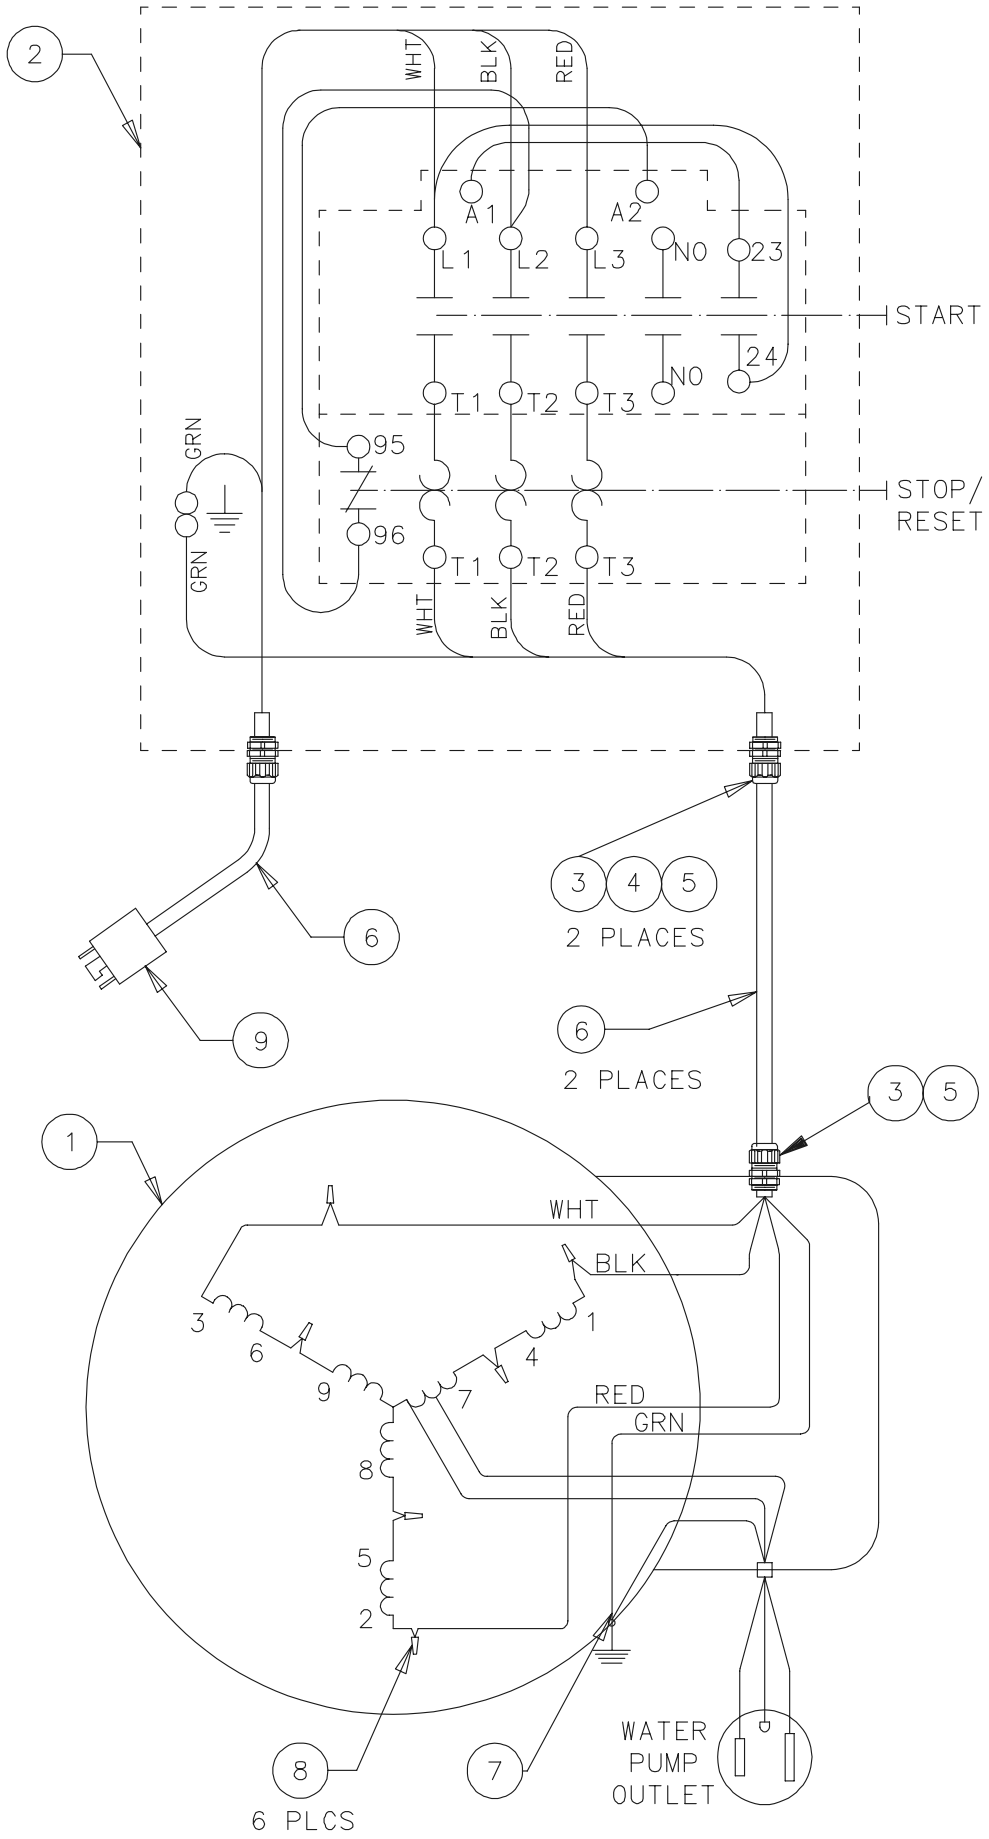 2
WHT
BLK
RED
A1
A2
L1
L2
L3
NO
23
START
24
T1
T2
T3
NO
GRN
95
STOP/
RESET
96
GRN
T1
T2
T3
WHT
BLK
RED
3 4 5
2 PLACES
6
9
6
2 PLACES
3 5
1
WHT
BLK
3
1
6
4
9
7
RED
GRN
8
5
2
WATER
PUMP
OUTLET
8
6 PLCS
7